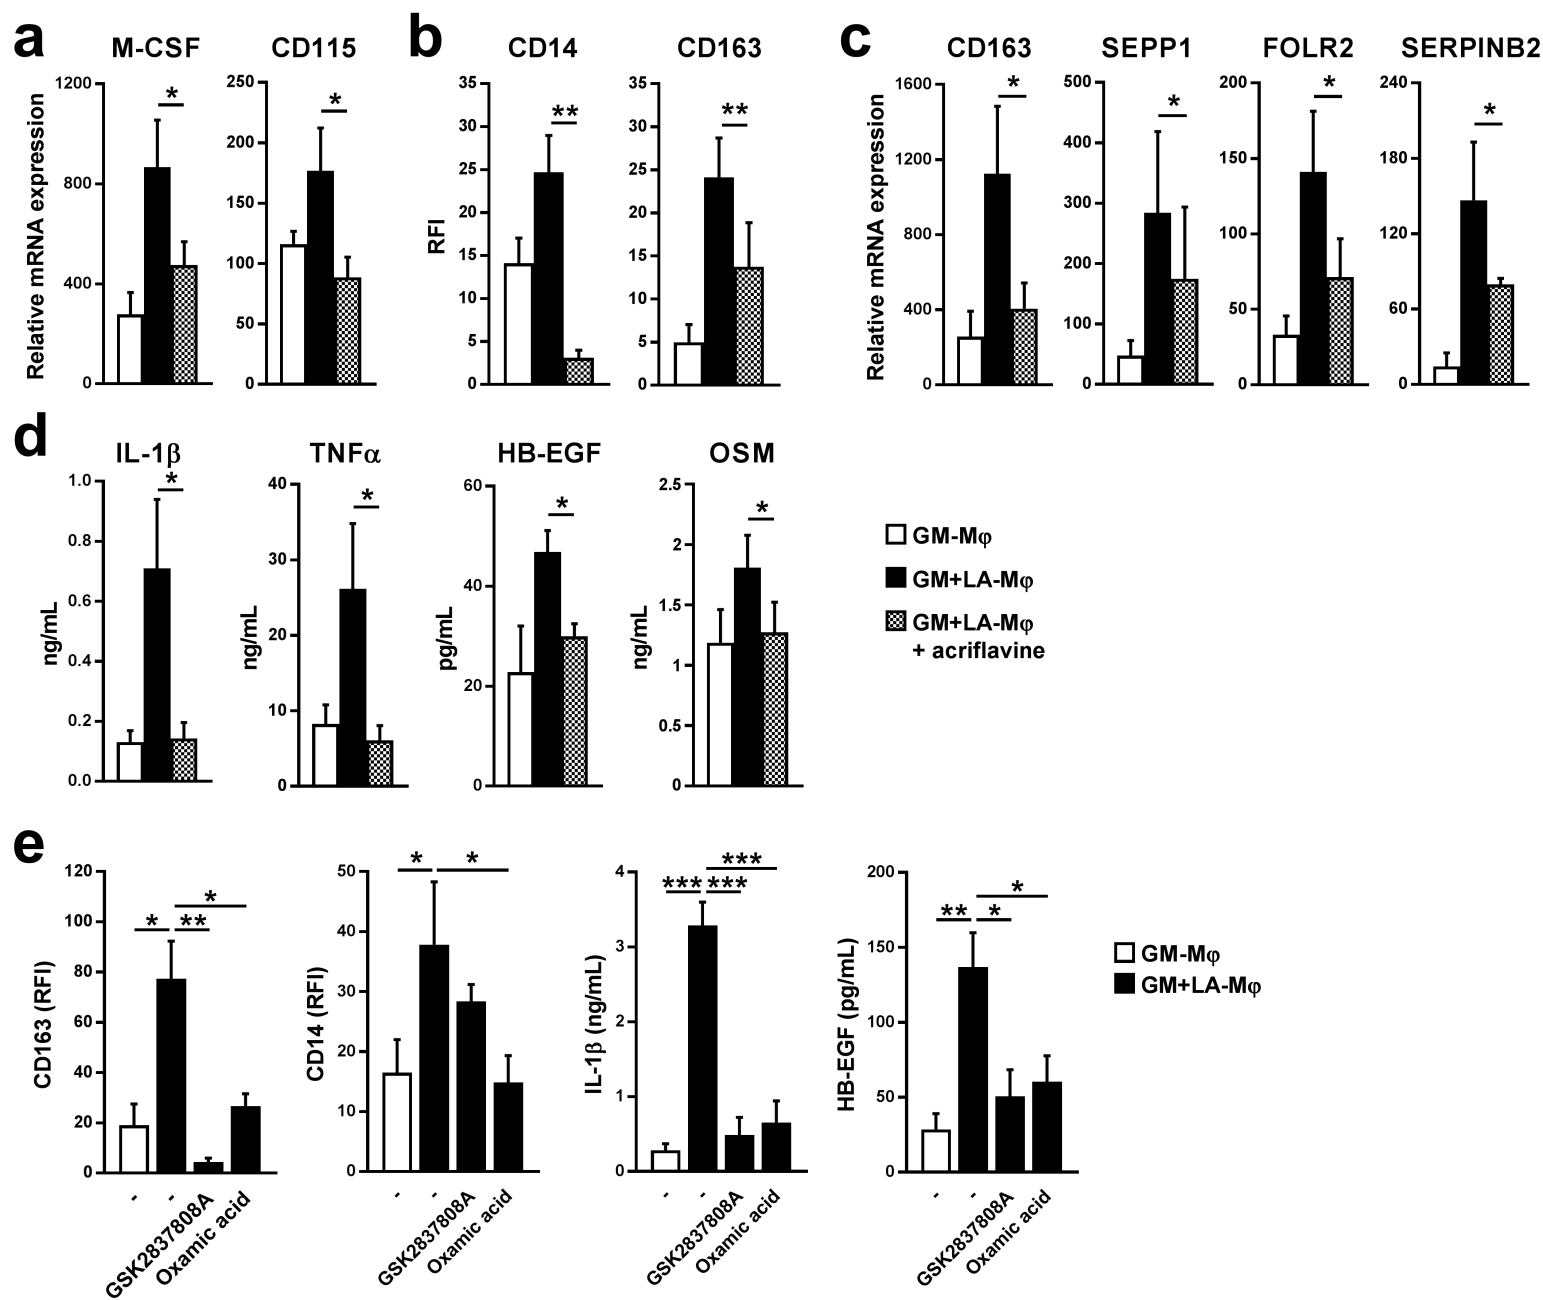 a
M-CSF
CD115
Relative mRNA expression
1200
800
400
0
*
250
200
150
100
50
0
*
b
CD14
CD163
RFI
35
30
25
20
15
10
5
0
**
35
30
25
20
15
10
5
0
**
c
CD163
SEPP1
FOLR2
SERPINB2
Relative mRNA expression
1600
1200
800
400
0
*
500
400
300
200
100
0
*
200
150
100
50
0
*
240
180
120
60
0
*
d
IL-1β
ng/mL
1.0
0.8
0.6
0.4
0.2
0.0
*
TNFα
ng/mL
40
30
20
10
0
*
HB-EGF
pg/mL
60
40
20
0
*
OSM
ng/mL
2.5
2
1.5
1
0.5
0
*
GM-Mφ
GM+LA-Mφ
GM+LA-Mφ
+ acriflavine
e
CD163 (RFI)
120
100
80
60
40
20
0
*
* **
-
-
GSK2837808A
Oxamic acid
CD14 (RFI)
50
40
30
20
10
0
* *
-
-
GSK2837808A
Oxamic acid
IL-1β (ng/mL)
4
3
2
1
0
***
*** ***
-
-
GSK2837808A
Oxamic acid
HB-EGF (pg/mL)
200
150
100
50
0
*
** *
-
-
GSK2837808A
Oxamic acid
GM-Mφ
GM+LA-Mφ